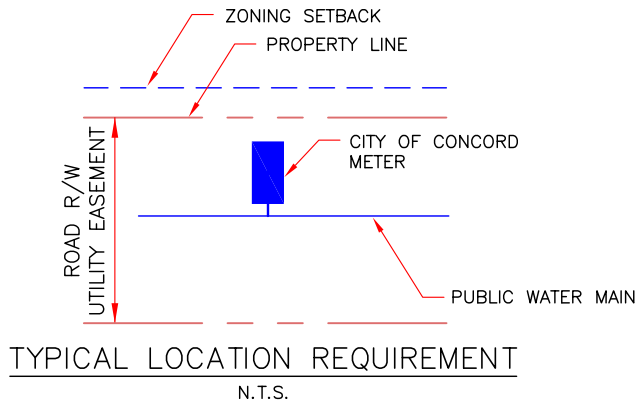 ZONING SETBACK
PROPERTY LINE
CITY OF CONCORD
METER
ROAD R/W
UTILITY EASEMENT
PUBLIC WATER MAIN
TYPICAL LOCATION REQUIREMENT
N.T.S.